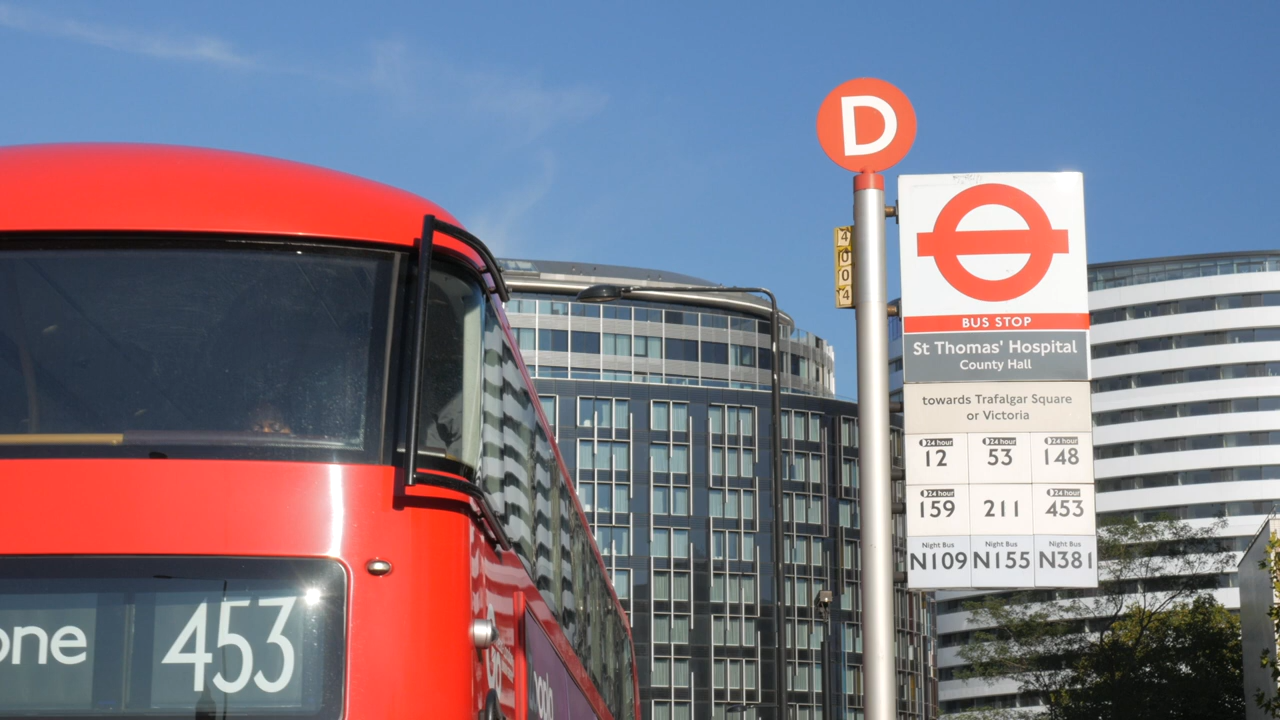 D
4
0
0
4
BUS STOP
St Thomas' Hospital
County Hall
towards Trafalgar Square
or Victoria
24 hour 24 hour 24 hour
12 53 148
24 hour 24 hour
159 211 453
Night Bus Night Bus Night Bus
N109 N155 N381
one 453